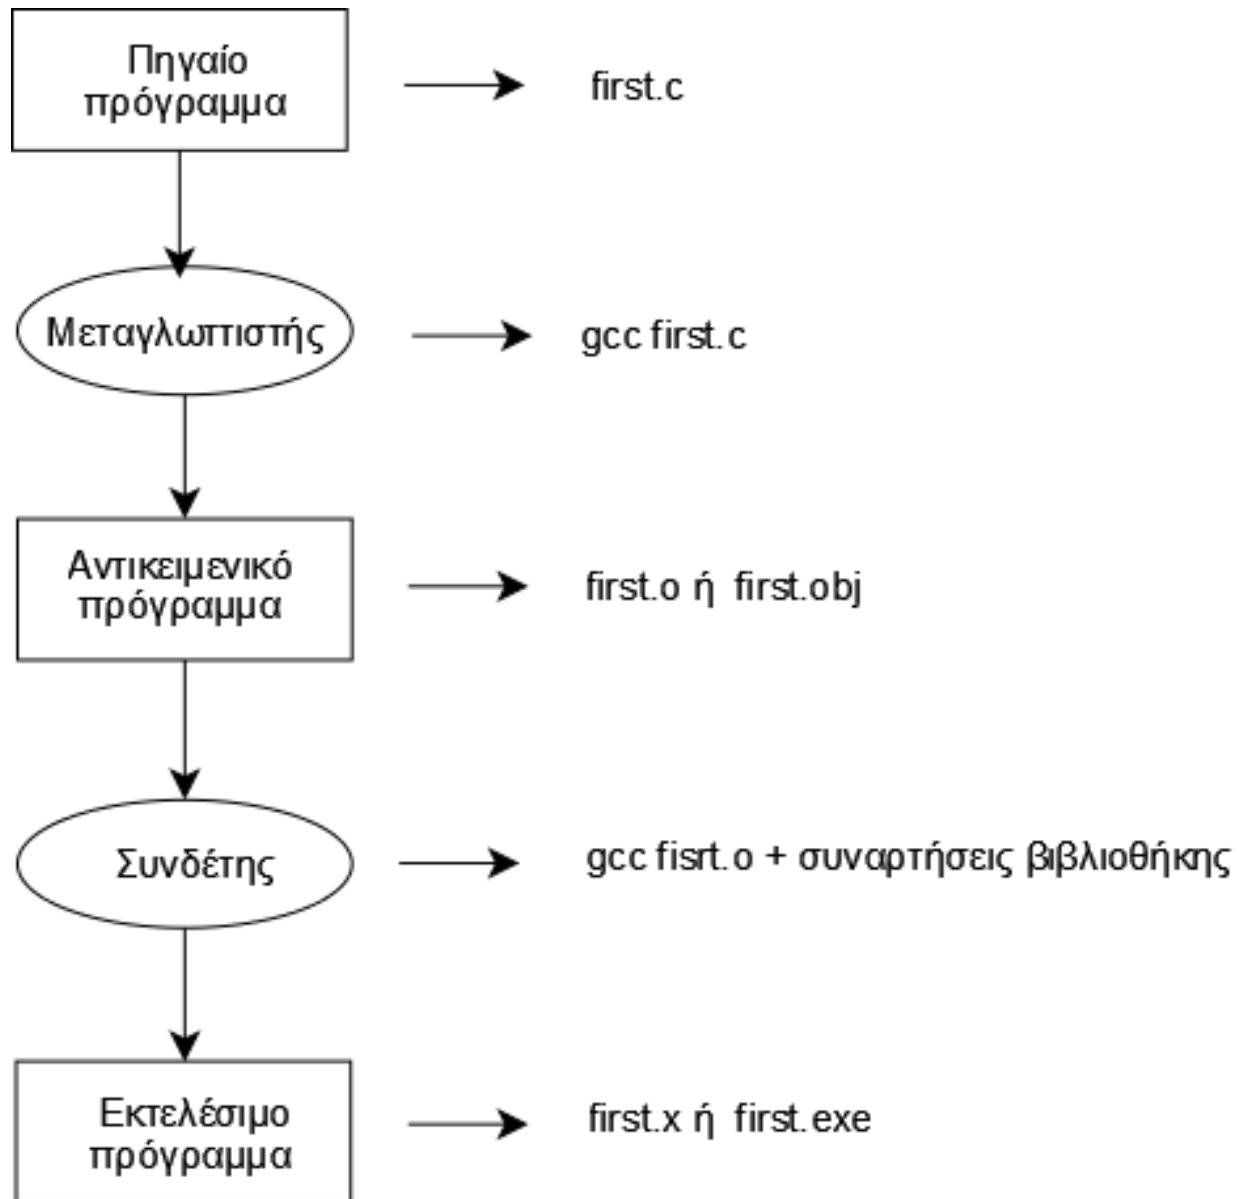 Πηγαίο
πρόγραμμα
first.c
Μεταγλωττιστής
gcc first.c
Αντικειμενικό
πρόγραμμα
first.o ή first.obj
Συνδέτης
gcc fisrt.o + συναρτήσεις βιβλιοθήκης
Εκτελέσιμο
πρόγραμμα
first.x ή first.exe